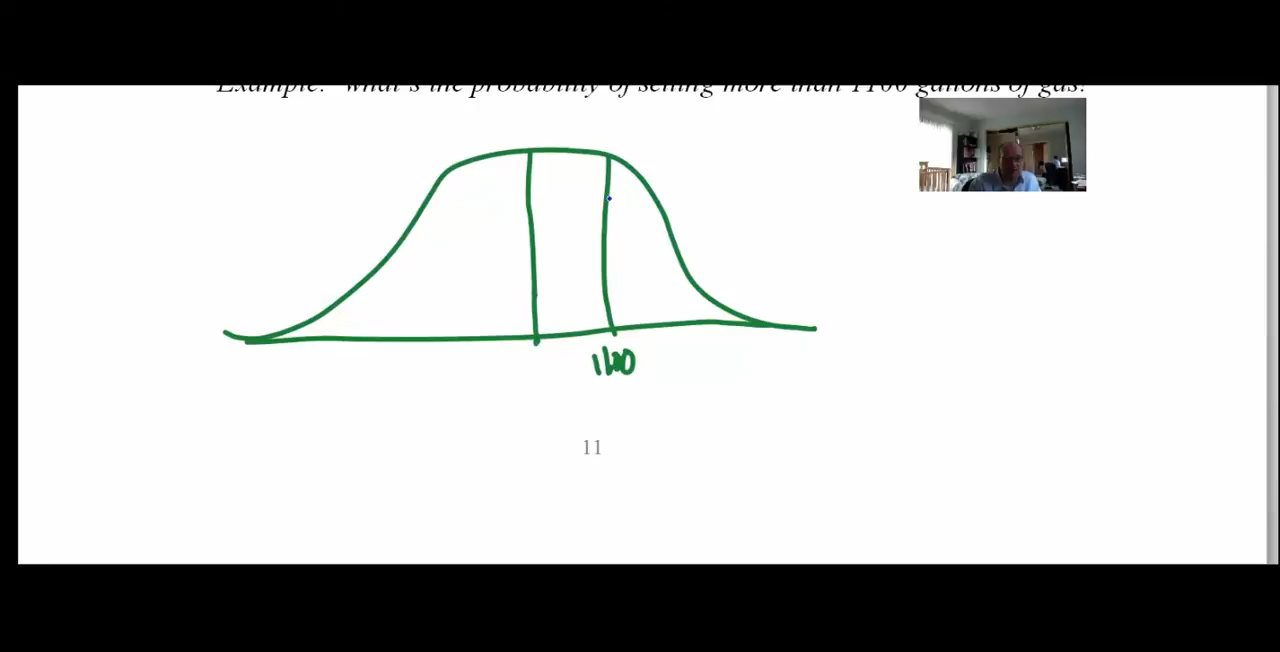 Example: what's the probability of selling more than 1100 gallons of gas?
1100
11